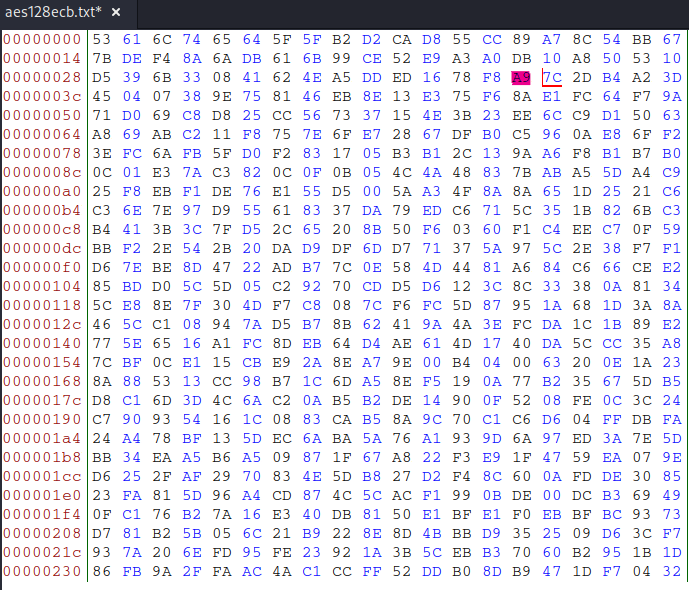 aes128ecb.txt* ×
00000000 53 61 6C 74 65 64 5F 5F B2 D2 CA D8 55 CC 89 A7 8C 54 BB 67
00000014 7B DE F4 8A 6A DB 61 6B 99 CE 52 E9 A3 A0 DB 10 A8 50 53 10
00000028 D5 39 6B 33 08 41 62 4E A5 DD ED 16 78 F8 A9 7C 2D B4 A2 3D
0000003c 45 04 07 38 9E 75 81 46 EB 8E 13 E3 75 F6 8A E1 FC 64 F7 9A
00000050 71 D0 69 C8 D8 25 CC 56 73 37 15 4E 3B 23 EE 6C C9 D1 50 63
00000064 A8 69 AB C2 11 F8 75 7E 6F E7 28 67 DF B0 C5 96 0A E8 6F F2
00000078 3E FC 6A FB 5F D0 F2 83 17 05 B3 B1 2C 13 9A A6 F8 B1 B7 B0
0000008c 0C 01 E3 7A C3 82 0C 0F 0B 05 4C 4A 48 83 7B AB A5 5D A4 C9
000000a0 25 F8 EB F1 DE 76 E1 55 D5 00 5A A3 4F 8A 8A 65 1D 25 21 C6
000000b4 C3 6E 7E 97 D9 55 61 83 37 DA 79 ED C6 71 5C 35 1B 82 6B C3
000000c8 B4 41 3B 3C 7F D5 2C 65 20 8B 50 F6 03 60 F1 C4 EE C7 0F 59
000000dc BB F2 2E 54 2B 20 DA D9 DF 6D D7 71 37 5A 97 5C 2E 38 F7 F1
000000f0 D6 7E BE 8D 47 22 AD B7 7C 0E 58 4D 44 81 A6 84 C6 66 CE E2
00000104 85 BD D0 5C 5D 05 C2 92 70 CD D5 D6 12 3C 8C 33 38 0A 81 34
00000118 5C E8 8E 7F 30 4D F7 C8 08 7C F6 FC 5D 87 95 1A 68 1D 3A 8A
0000012c 46 5C C1 08 94 7A D5 B7 8B 62 41 9A 4A 3E FC DA 1C 1B 89 E2
00000140 77 5E 65 16 A1 FC 8D EB 64 D4 AE 61 4D 17 40 DA 5C CC 35 A8
00000154 7C BF 0C E1 15 CB E9 2A 8E A7 9E 00 B4 04 00 63 20 0E 1A 23
00000168 8A 88 53 13 CC 98 B7 1C 6D A5 8E F5 19 0A 77 B2 35 67 5D B5
0000017c D8 C1 6D 3D 4C 6A C2 0A B5 B2 DE 14 90 0F 52 08 FE 0C 3C 24
00000190 C7 90 93 54 16 1C 08 83 CA B5 8A 9C 70 C1 C6 D6 04 FF DB FA
000001a4 24 A4 78 BF 13 5D EC 6A BA 5A 76 A1 93 9D 6A 97 ED 3A 7E 5D
000001b8 BB 34 EA A5 B6 A5 09 87 1F 67 A8 22 F3 E9 1F 47 59 EA 07 9E
000001cc D6 25 2F AF 29 70 83 4E 5D B8 27 D2 F4 8C 60 0A FD DE 30 85
000001e0 23 FA 81 5D 96 A4 CD 87 4C 5C AC F1 99 0B DE 00 DC B3 69 49
000001f4 0F C1 76 B2 7A 16 E3 40 DB 81 50 E1 BF E1 F0 EB BF BC 93 73
00000208 D7 81 B2 5B 05 6C 21 B9 22 8E 8D 4B BB D9 35 25 09 D6 3C F7
0000021c 93 7A 20 6E FD 95 FE 23 92 1A 3B 5C EB B3 70 60 B2 95 1B 1D
00000230 86 FB 9A 2F FA AC 4A C1 CC FF 52 DD B0 8D B9 47 1D F7 04 32